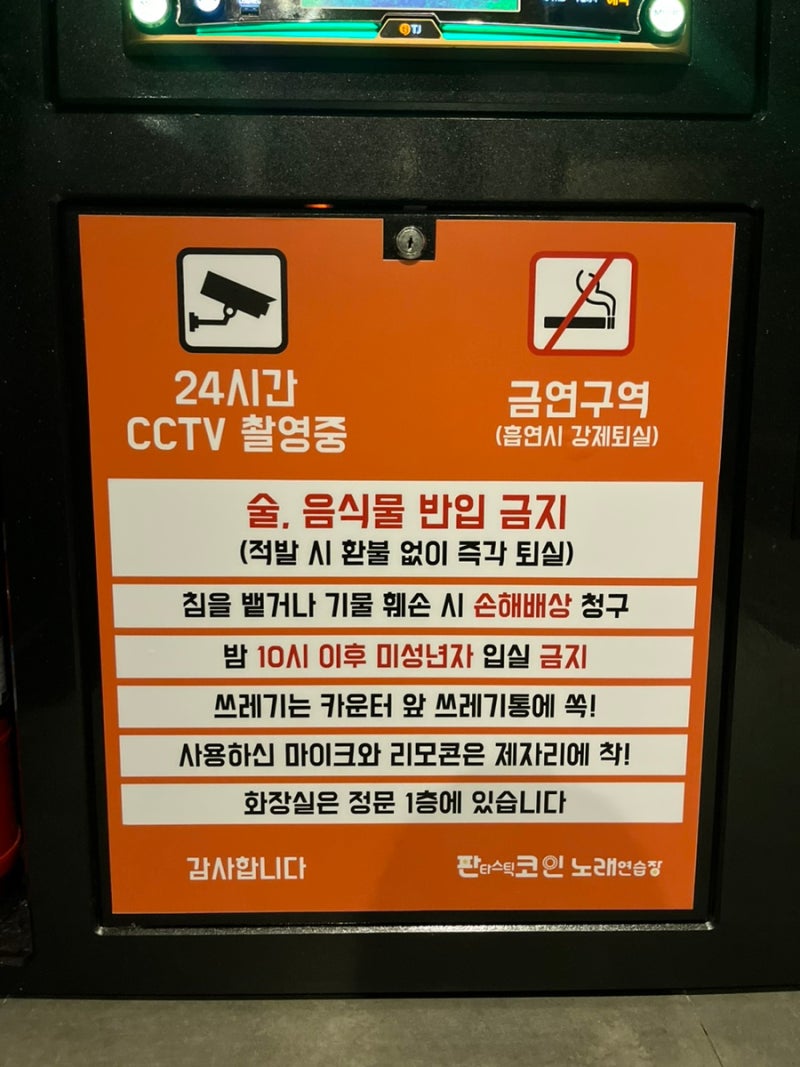 TJ
24시간
CCTV 촬영중
금연구역
(흡연시 강제퇴실)
술, 음식물 반입 금지
(적발 시 환불 없이 즉각 퇴실)
침을 뱉거나 기물 훼손 시 손해배상 청구
밤 10시 이후 미성년자 입실 금지
쓰레기는 카운터 앞 쓰레기통에 쏙!
사용하신 마이크와 리모콘은 제자리에 착!
화장실은 정문 1층에 있습니다
감사합니다
판타스틱코인 노래연습장